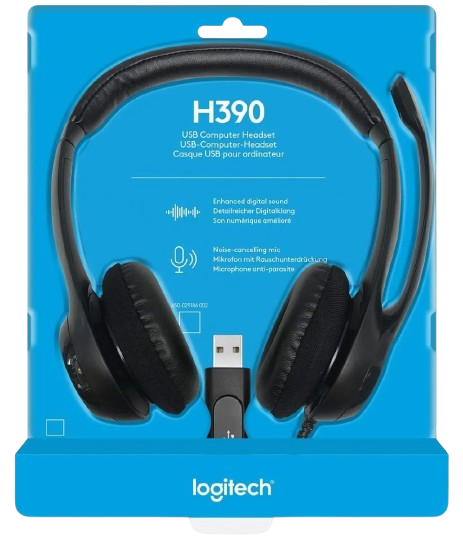 H390
USB Computer Headset
USB-Computer-Headset
Casque USB pour ordinateur
Enhanced digital sound
Detailreicher Digitalklang
Son numérique amélioré
Noise-cancelling mic
Mikrofon mit Rauschunterdrückung
Microphone anti-parasite
logitech